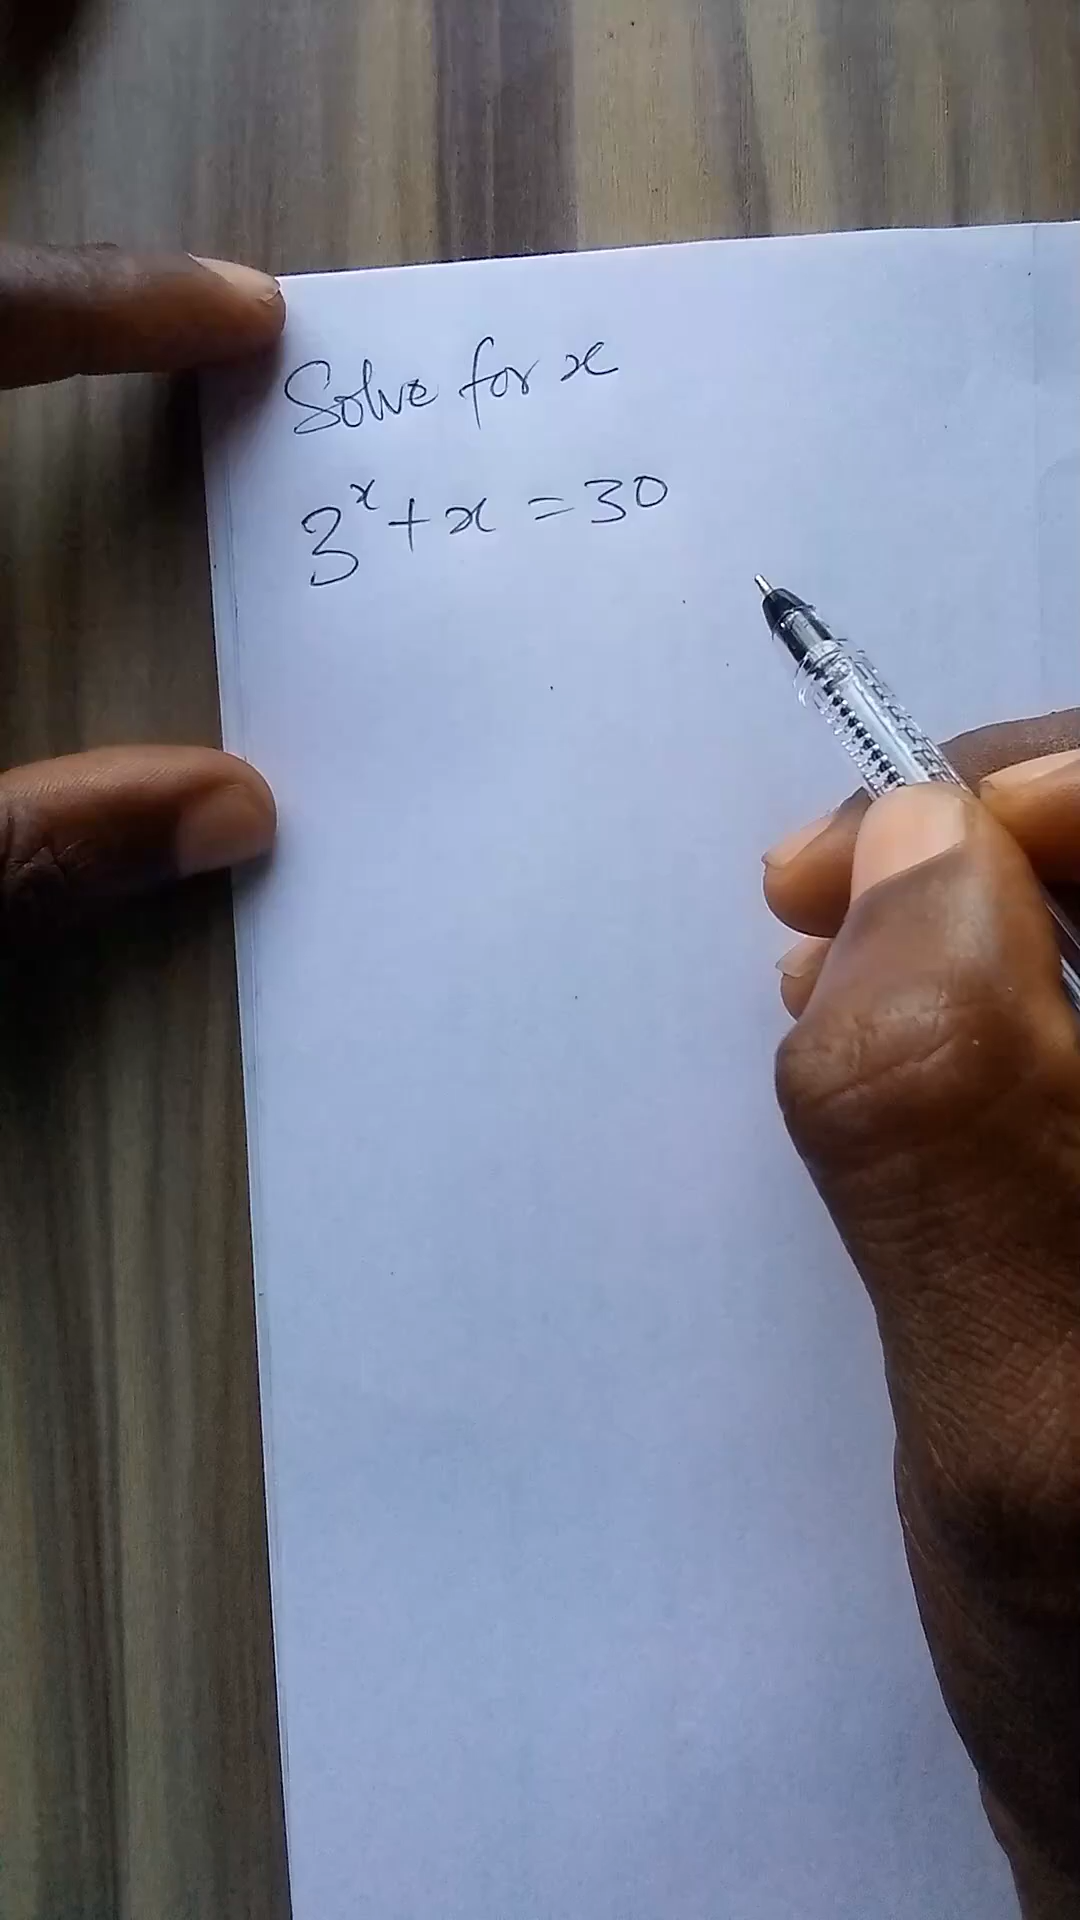 Solve for x
3^x + x = 30